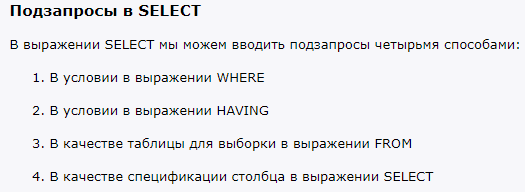 Подзапросы в SELECT
В выражении SELECT мы можем вводить подзапросы четырьмя способами:
1. В условии в выражении WHERE
2. В условии в выражении HAVING
3. В качестве таблицы для выборки в выражении FROM
4. В качестве спецификации столбца в выражении SELECT